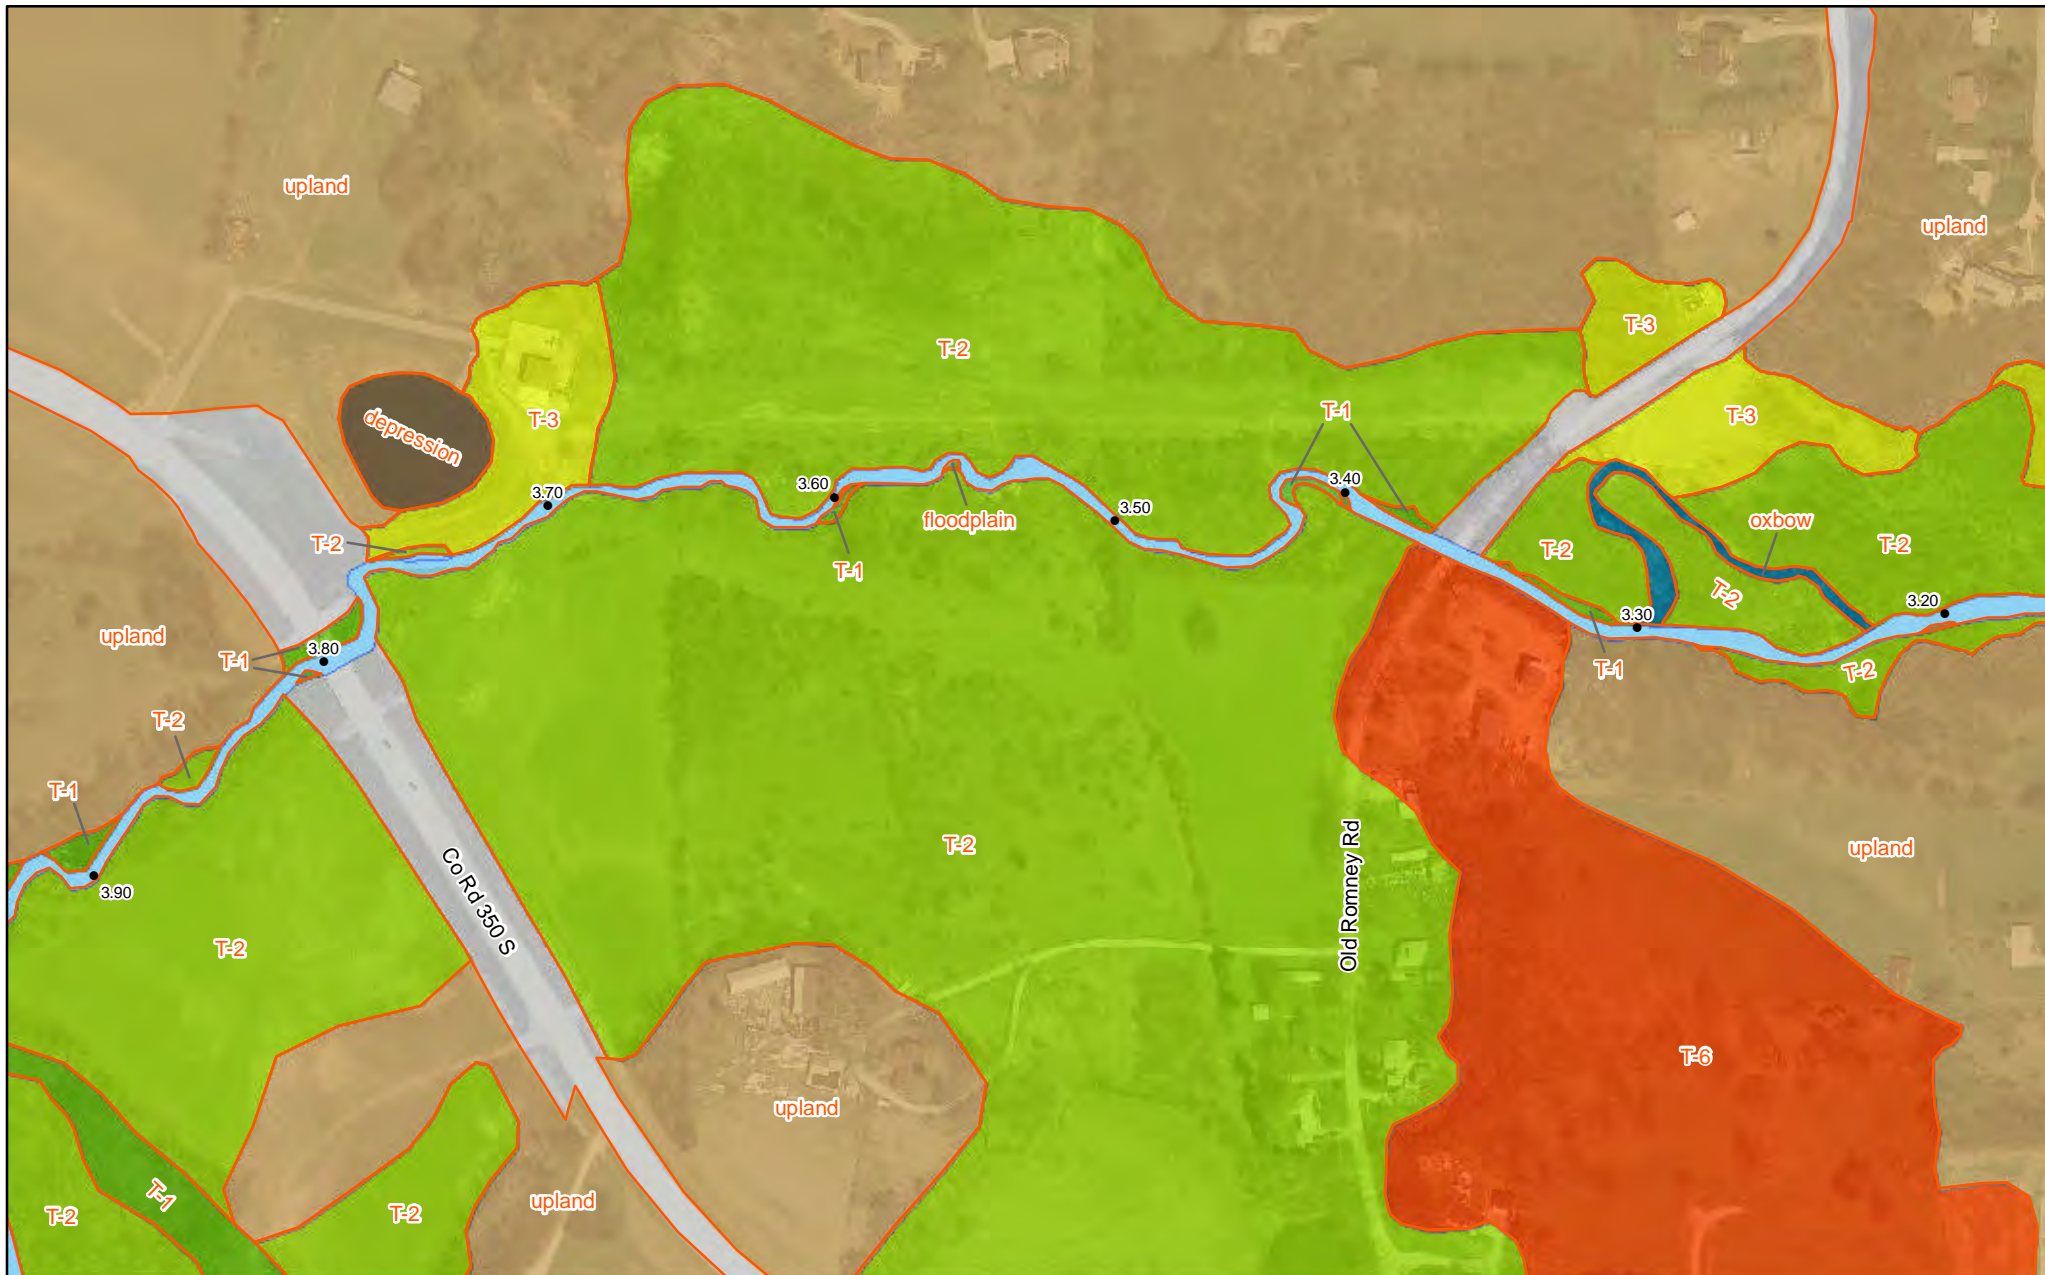 upland
upland
T-3
T-2
T-1
T-3
depression
T-3
3.70
3.60
3.40
3.50
floodplain
oxbow
T-2
T-2
T-2
T-1
T-2
3.20
3.30
upland
T-1
3.80
T-1
T-2
T-2
T-1
3.90
T-2
Co Rd 350 S
T-2
Old Romney Rd
upland
T-6
upland
T-1
T-2
T-2
upland